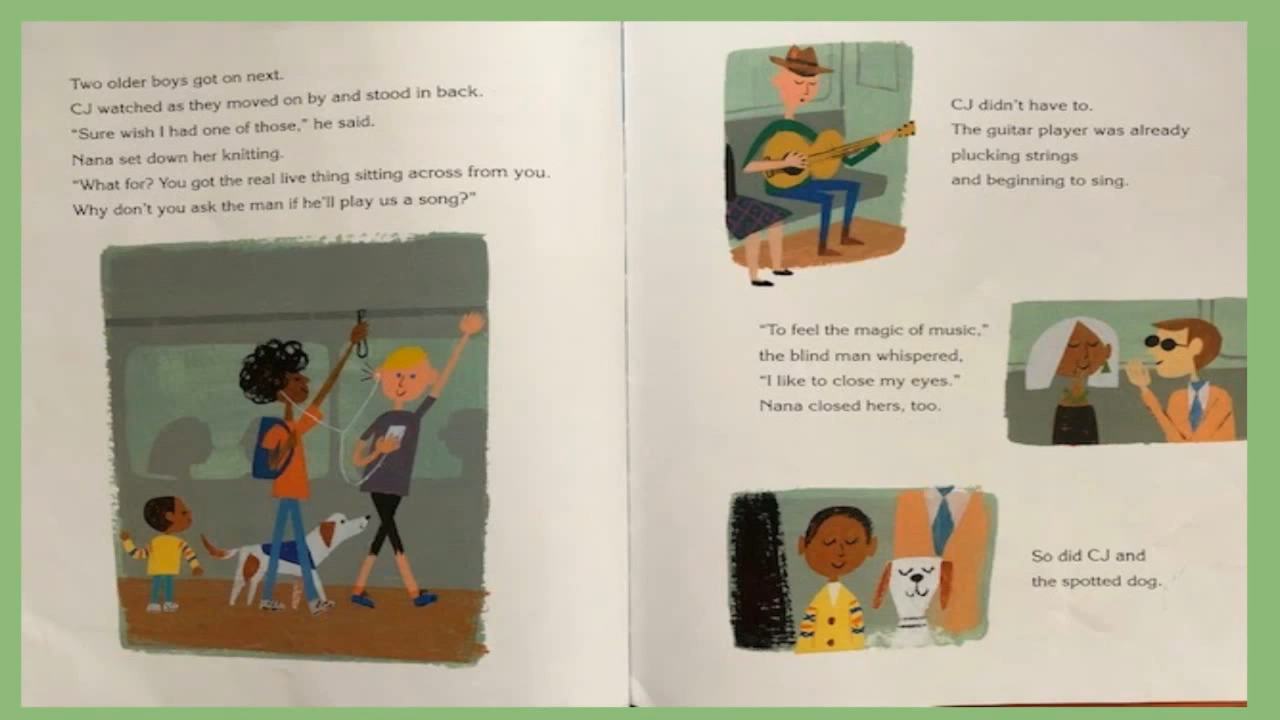 Two older boys got on next.
CJ watched as they moved on by and stood in back.
“Sure wish I had one of those,” he said.
Nana set down her knitting.
“What for? You got the real live thing sitting across from you.
Why don’t you ask the man if he’ll play us a song?”
CJ didn’t have to.
The guitar player was already
plucking strings
and beginning to sing.
“To feel the magic of music,”
the blind man whispered,
“I like to close my eyes.”
Nana closed hers, too.
So did CJ and
the spotted dog.